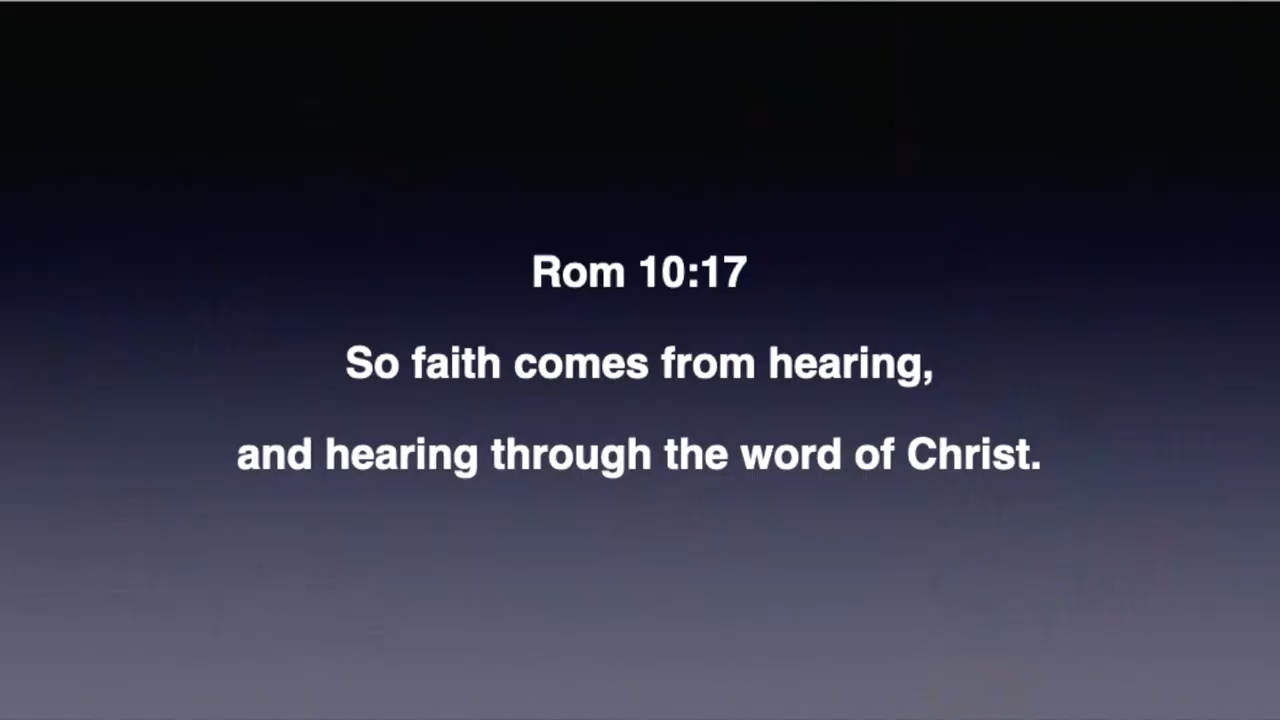 Rom 10:17
So faith comes from hearing,
and hearing through the word of Christ.